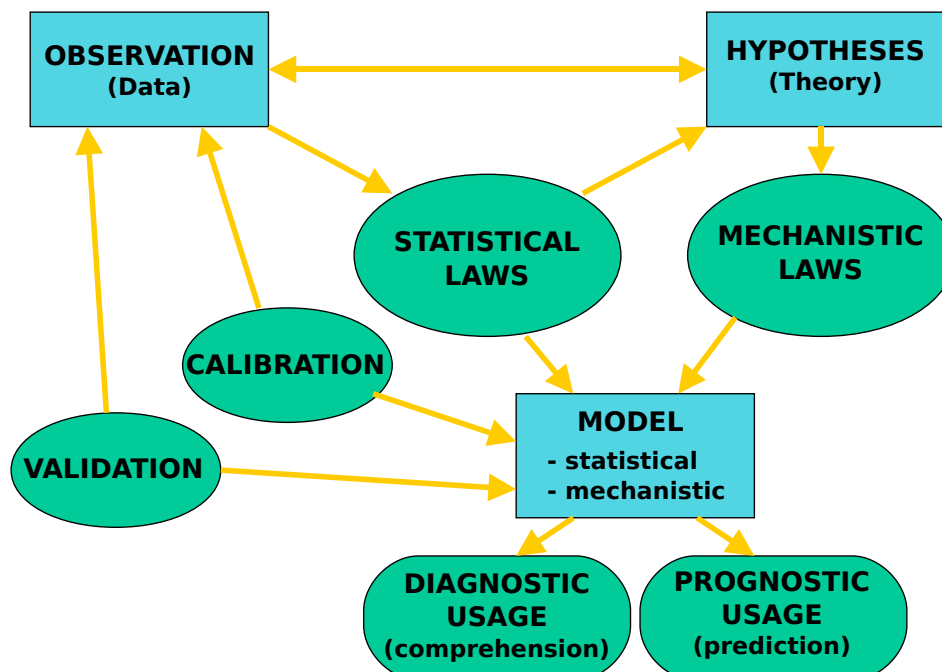 OBSERVATION
(Data)
HYPOTHESES
(Theory)
STATISTICAL
LAWS
MECHANISTIC
LAWS
CALIBRATION
VALIDATION
MODEL
- statistical
- mechanistic
DIAGNOSTIC
USAGE
(comprehension)
PROGNOSTIC
USAGE
(prediction)